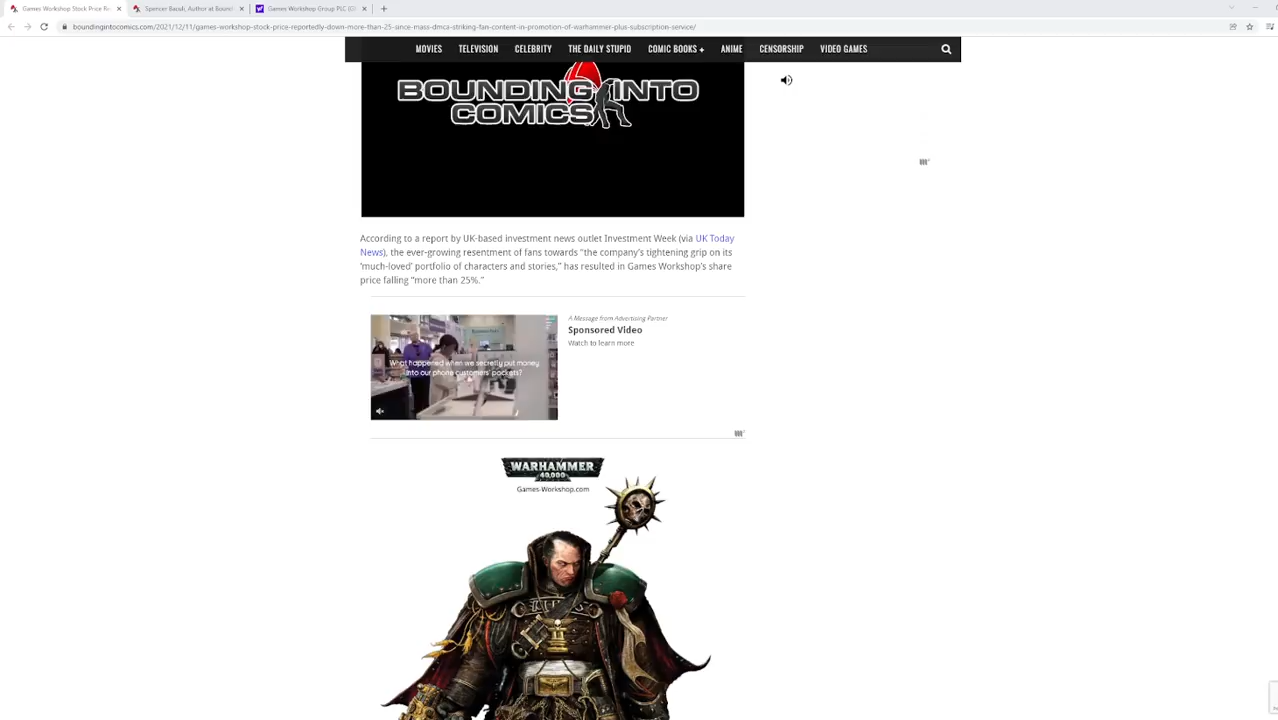 Games Workshop Stock Price Re
Spencer Baculi, Author at Boundi
Games Workshop Group PLC (G
boundingintocomics.com/2021/12/11/games-workshop-stock-price-reportedly-down-more-than-25-since-mass-dmca-striking-fan-content-in-promotion-of-warhammer-plus-subscription-service/
MOVIES TELEVISION CELEBRITY THE DAILY STUPID COMIC BOOKS + ANIME CENSORSHIP VIDEO GAMES
BOUNDING INTO
COMICS
According to a report by UK-based investment news outlet Investment Week (via UK Today
News), the ever-growing resentment of fans towards “the company's tightening grip on its
‘much-loved’ portfolio of characters and stories,” has resulted in Games Workshop's share
price falling “more than 25%.”
What happened when we secretly put money
into our phone customers' pockets?
A Message from Advertising Partner
Sponsored Video
Watch to learn more
WARHAMMER
40,000
Games-Workshop.com